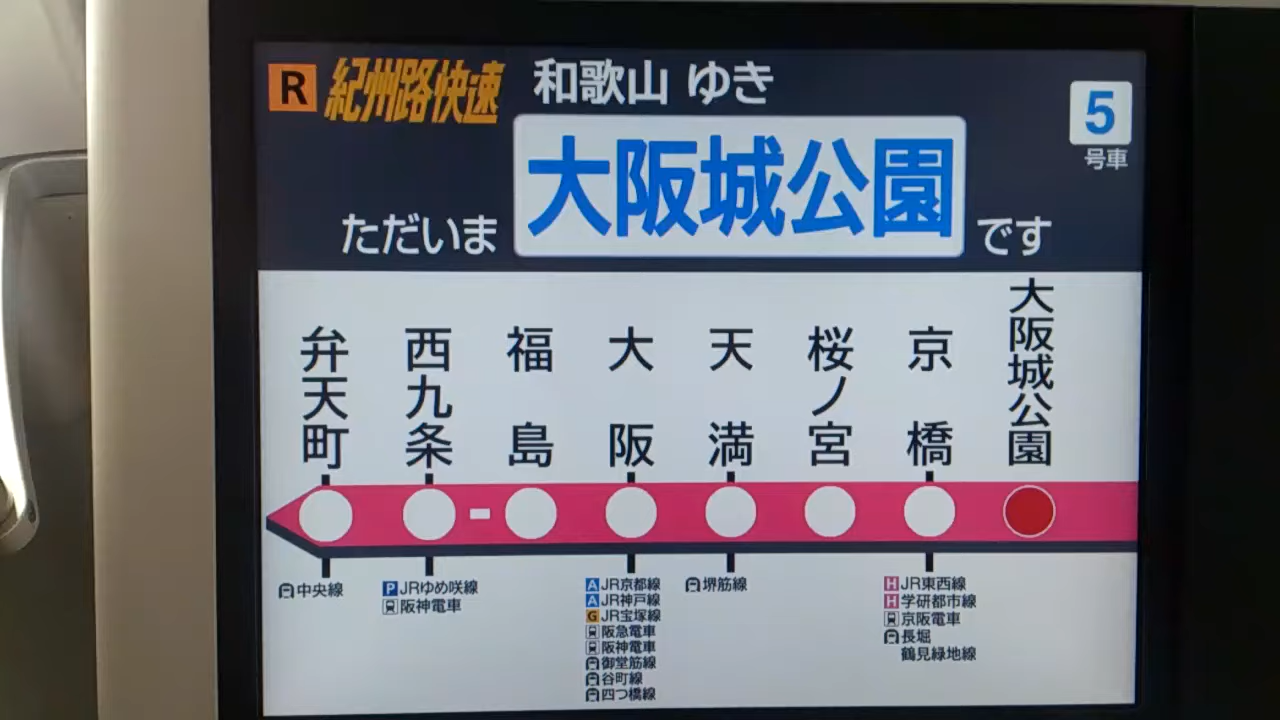 R 紀州路快速 和歌山 ゆき
5
号車
ただいま 大阪城公園 です
弁天町
西九条
福島
大阪
天満
桜ノ宮
京橋
大阪城公園
中央線
P JRゆめ咲線
阪神電車
A JR京都線
A JR神戸線
G JR宝塚線
阪急電車
阪神電車
御堂筋線
谷町線
四つ橋線
堺筋線
H JR東西線
H 学研都市線
京阪電車
長堀
鶴見緑地線